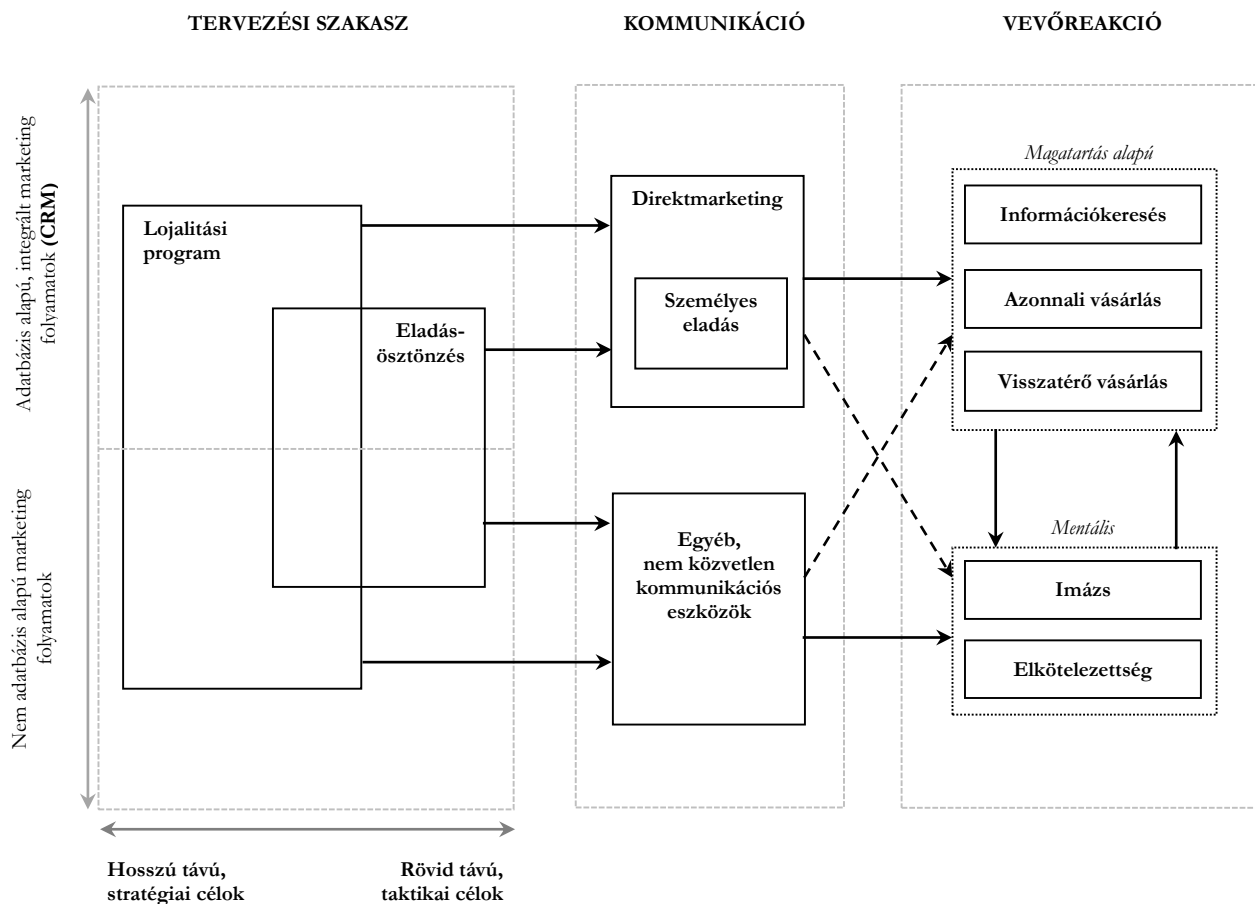 TERVEZÉSI SZAKASZ
KOMMUNIKÁCIÓ
VEVŐREAKCIÓ
Adatbázis alapú, integrált marketing
folyamatok (CRM)
Nem adatbázis alapú marketing
folyamatok
Lojalitási
program
Eladás-
ösztönzés
Direktmarketing
Személyes
eladás
Egyéb,
nem közvetlen
kommunikációs
eszközök
Magatartás alapú
Információkeresés
Azonnali vásárlás
Visszatérő vásárlás
Mentális
Imázs
Elkötelezettség
Hosszú távú,
stratégiai célok
Rövid távú,
taktikai célok